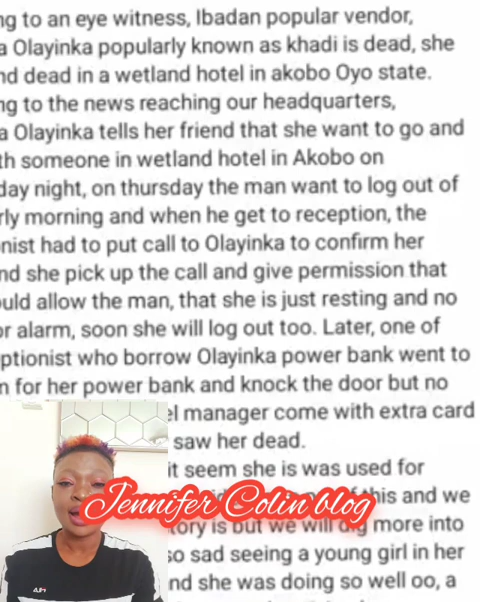 ng to an eye witness, Ibadan popular vendor,
a Olayinka popularly known as khadi is dead, she
nd dead in a wetland hotel in akobo Oyo state.
ng to the news reaching our headquarters,
a Olayinka tells her friend that she want to go and
th someone in wetland hotel in Akobo on
day night, on thursday the man want to log out of
rly morning and when he get to reception, the
onist had to put call to Olayinka to confirm her
nd she pick up the call and give permission that
ould allow the man, that she is just resting and no
or alarm, soon she will log out too. Later, one of
ptionist who borrow Olayinka power bank went to
n for her power bank and knock the door but no
el manager come with extra card
saw her dead.
it seem she is was used for
this and we
Jennifer Colin blog
tory is but we will dig more into
so sad seeing a young girl in her
nd she was doing so well oo, a